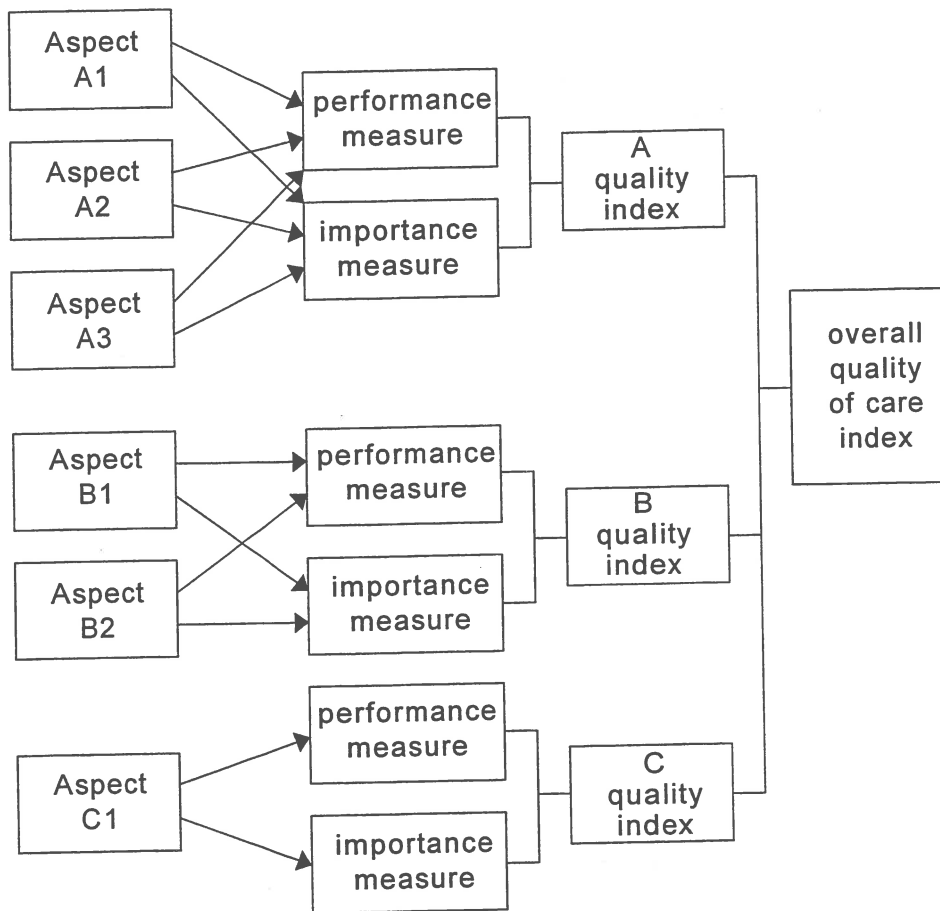 Aspect
A1
Aspect
A2
Aspect
A3
performance
measure
importance
measure
A
quality
index
Aspect
B1
Aspect
B2
performance
measure
importance
measure
B
quality
index
Aspect
C1
performance
measure
importance
measure
C
quality
index
overall
quality
of care
index